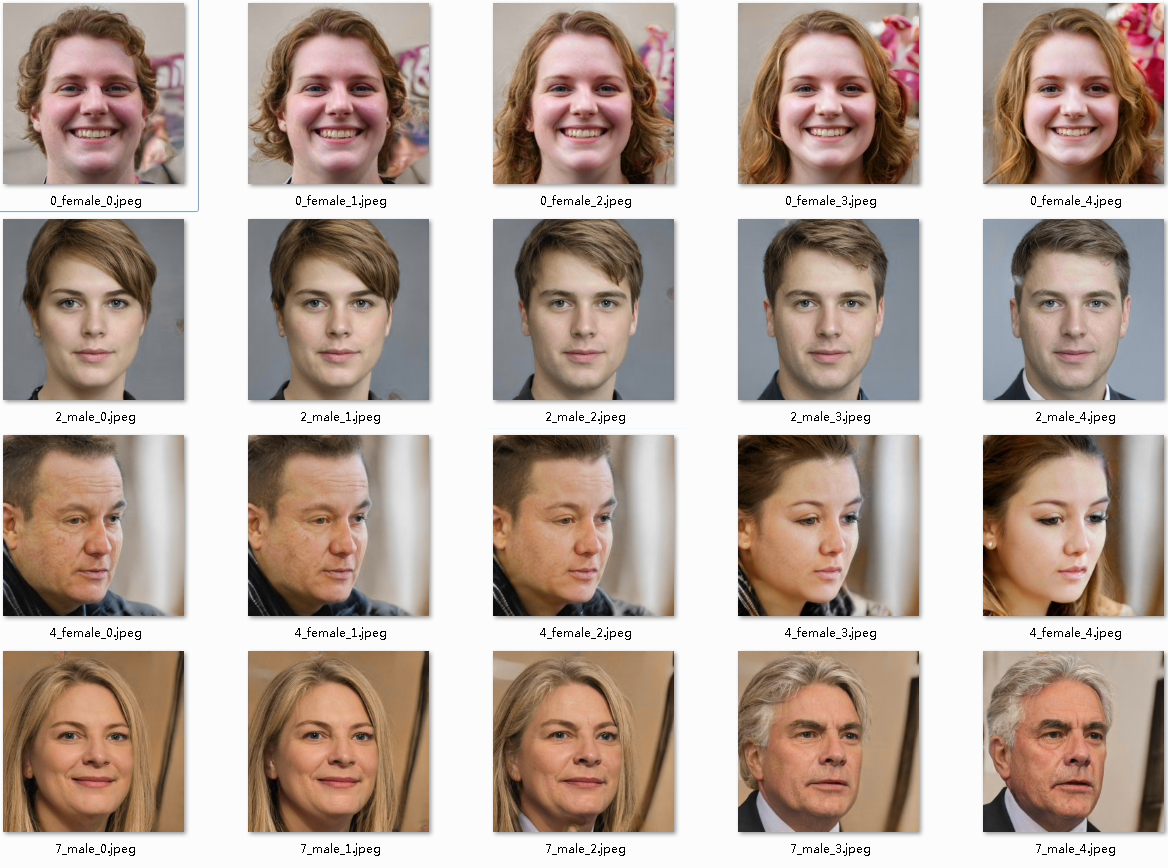 0_female_0.jpeg
0_female_1.jpeg
0_female_2.jpeg
0_female_3.jpeg
0_female_4.jpeg
2_male_0.jpeg
2_male_1.jpeg
2_male_2.jpeg
2_male_3.jpeg
2_male_4.jpeg
4_female_0.jpeg
4_female_1.jpeg
4_female_2.jpeg
4_female_3.jpeg
4_female_4.jpeg
7_male_0.jpeg
7_male_1.jpeg
7_male_2.jpeg
7_male_3.jpeg
7_male_4.jpeg